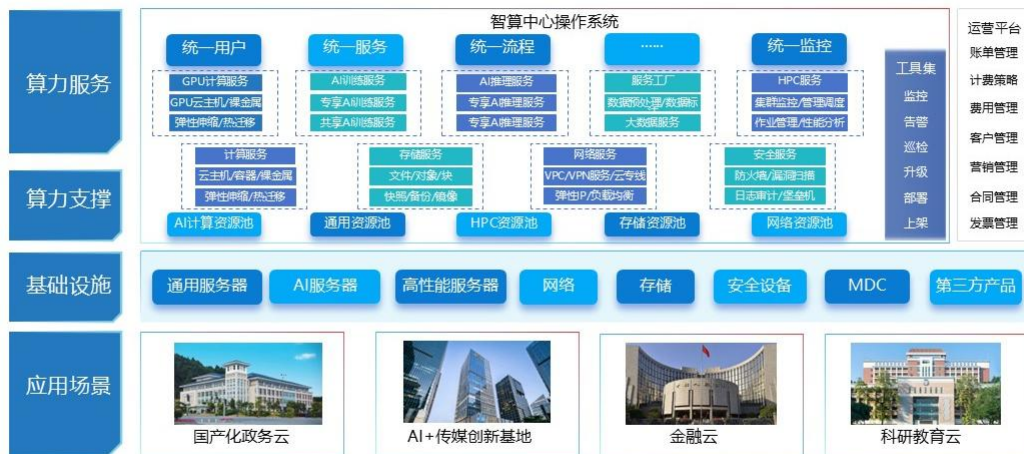 智算中心操作系统
算力服务
统一用户
统一服务
统一流程
……
统一监控
GPU计算服务
GPU云主机/裸金属
弹性伸缩/热迁移
AI训练服务
专享AI训练服务
共享AI训练服务
AI推理服务
专享AI推理服务
专享AI推理服务
服务工厂
数据预处理/数据标
大数据服务
HPC服务
集群监控/管理调度
作业管理/性能分析
算力支撑
计算服务
云主机/容器/裸金属
弹性伸缩/热迁移
存储服务
文件/对象/块
快照/备份/镜像
网络服务
VPC/VPN服务/云专线
弹性IP/负载均衡
安全服务
防火墙/漏洞扫描
日志审计/堡垒机
AI计算资源池
通用资源池
HPC资源池
存储资源池
网络资源池
工具集
监控
告警
巡检
升级
部署
上架
运营平台
账单管理
计费策略
费用管理
客户管理
营销管理
合同管理
发票管理
基础设施
通用服务器
AI服务器
高性能服务器
网络
存储
安全设备
MDC
第三方产品
应用场景
国产化政务云
AI+传媒创新基地
金融云
科研教育云